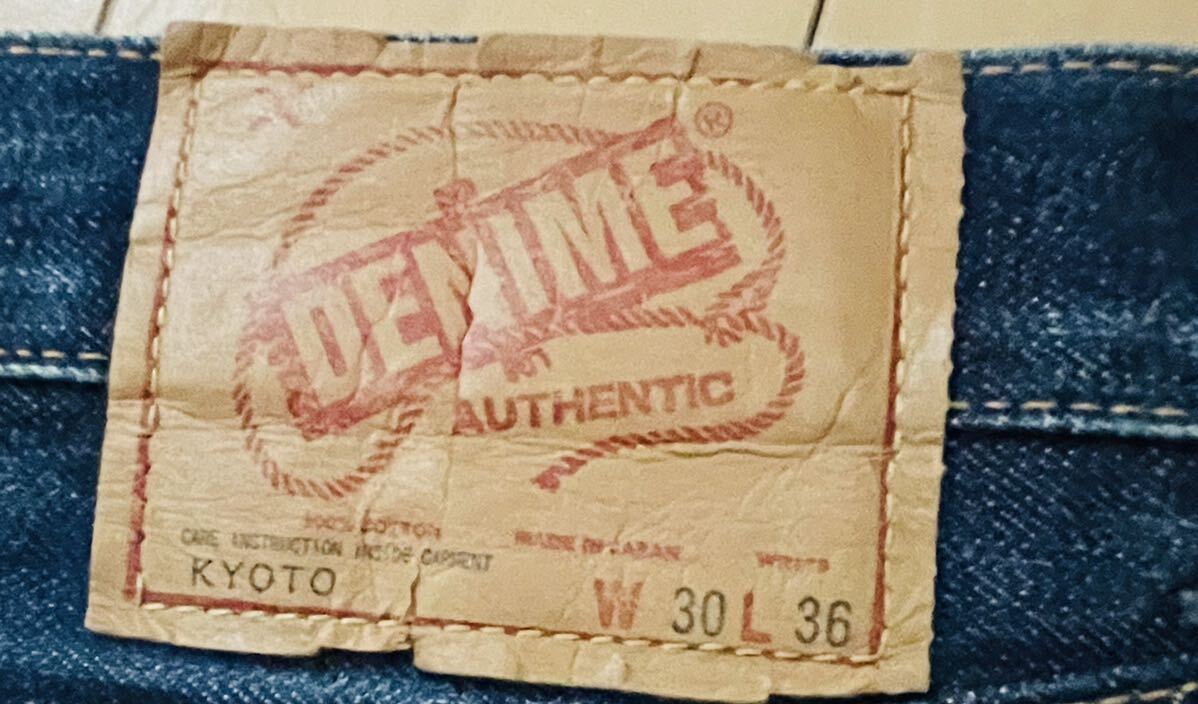 ®
DENIME
AUTHENTIC
100% COTTON
MADE IN JAPAN
CARE INSTRUCTION INSIDE GARMENT
KYOTO
W 30 L 36